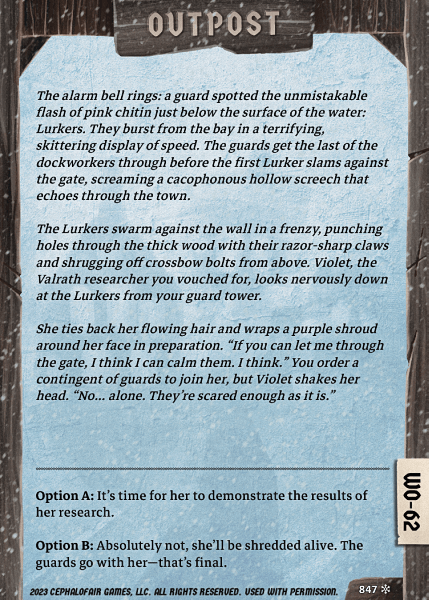 OUTPOST
The alarm bell rings: a guard spotted the unmistakable
flash of pink chitin just below the surface of the water:
Lurkers. They burst from the bay in a terrifying,
skittering display of speed. The guards get the last of the
dockworkers through before the first Lurker slams against
the gate, screaming a cacophonous hollow screech that
echoes through the town.
The Lurkers swarm against the wall in a frenzy, punching
holes through the thick wood with their razor-sharp claws
and shrugging off crossbow bolts from above. Violet, the
Valrath researcher you vouched for, looks nervously down
at the Lurkers from your guard tower.
She ties back her flowing hair and wraps a purple shroud
around her face in preparation. “If you can let me through
the gate, I think I can calm them. I think.” You order a
contingent of guards to join her, but Violet shakes her
head. “No... alone. They’re scared enough as it is.”
Option A: It’s time for her to demonstrate the results of
her research.
Option B: Absolutely not, she’ll be shredded alive. The
guards go with her—that’s final.
WO-62
2023 CEPHALOFAIR GAMES, LLC. ALL RIGHTS RESERVED. USED WITH PERMISSION.
847